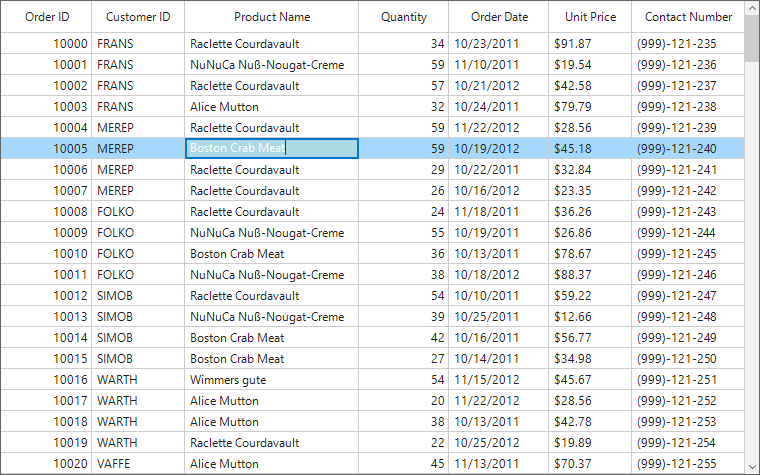 Order ID Customer ID Product Name Quantity Order Date Unit Price Contact Number
10000 FRANS Raclette Courdavault 34 10/23/2011 $91.87 (999)-121-235
10001 FRANS NuNuCa Nuß-Nougat-Creme 59 11/10/2011 $19.54 (999)-121-236
10002 FRANS Raclette Courdavault 57 10/21/2012 $42.58 (999)-121-237
10003 FRANS Alice Mutton 32 10/24/2011 $79.79 (999)-121-238
10004 MEREP Raclette Courdavault 59 11/22/2012 $28.56 (999)-121-239
10005 MEREP Boston Crab Meat 59 10/19/2012 $45.18 (999)-121-240
10006 MEREP Raclette Courdavault 29 10/22/2011 $32.84 (999)-121-241
10007 MEREP Raclette Courdavault 26 10/16/2012 $23.35 (999)-121-242
10008 FOLKO Raclette Courdavault 24 11/18/2011 $36.26 (999)-121-243
10009 FOLKO NuNuCa Nuß-Nougat-Creme 55 10/19/2011 $26.86 (999)-121-244
10010 FOLKO Boston Crab Meat 36 10/13/2011 $78.67 (999)-121-245
10011 FOLKO NuNuCa Nuß-Nougat-Creme 38 10/18/2012 $88.37 (999)-121-246
10012 SIMOB Raclette Courdavault 54 10/10/2011 $59.22 (999)-121-247
10013 SIMOB NuNuCa Nuß-Nougat-Creme 39 10/25/2011 $12.66 (999)-121-248
10014 SIMOB Boston Crab Meat 42 10/16/2011 $56.77 (999)-121-249
10015 SIMOB Boston Crab Meat 27 10/14/2011 $34.98 (999)-121-250
10016 WARTH Wimmers gute 54 11/15/2012 $45.67 (999)-121-251
10017 WARTH Alice Mutton 20 11/22/2012 $28.56 (999)-121-252
10018 WARTH Alice Mutton 38 10/13/2011 $42.78 (999)-121-253
10019 WARTH Raclette Courdavault 22 10/25/2012 $19.89 (999)-121-254
10020 VAFFE Alice Mutton 45 11/13/2011 $70.37 (999)-121-255